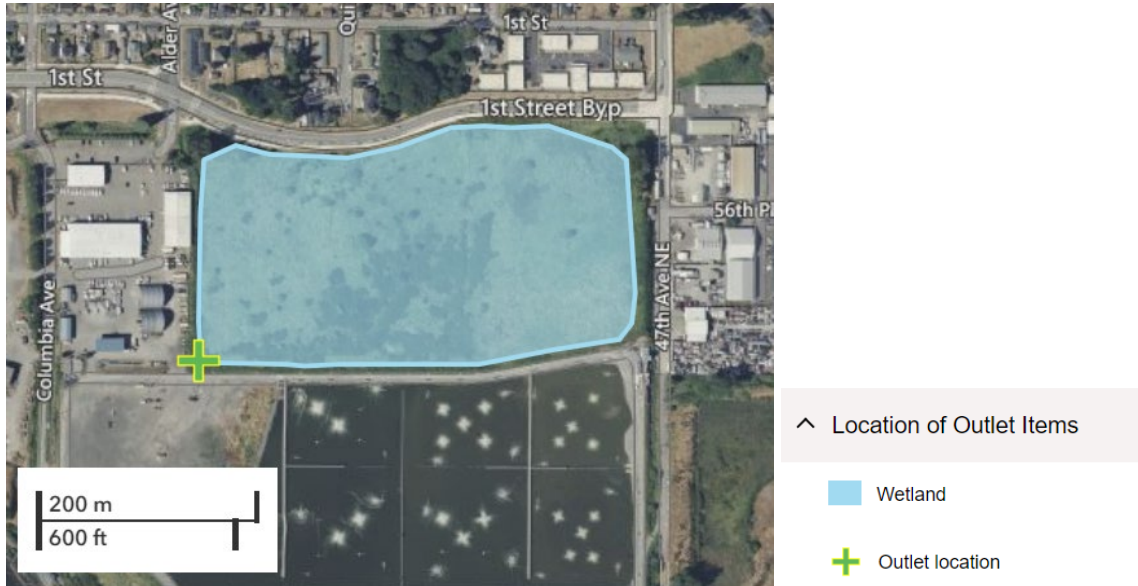 1st St
Alder Av
Qui
1st St
1st Street Byp
56th Pl
47th Ave NE
Columbia Ave
200 m
600 ft
Location of Outlet Items
Wetland
Outlet location